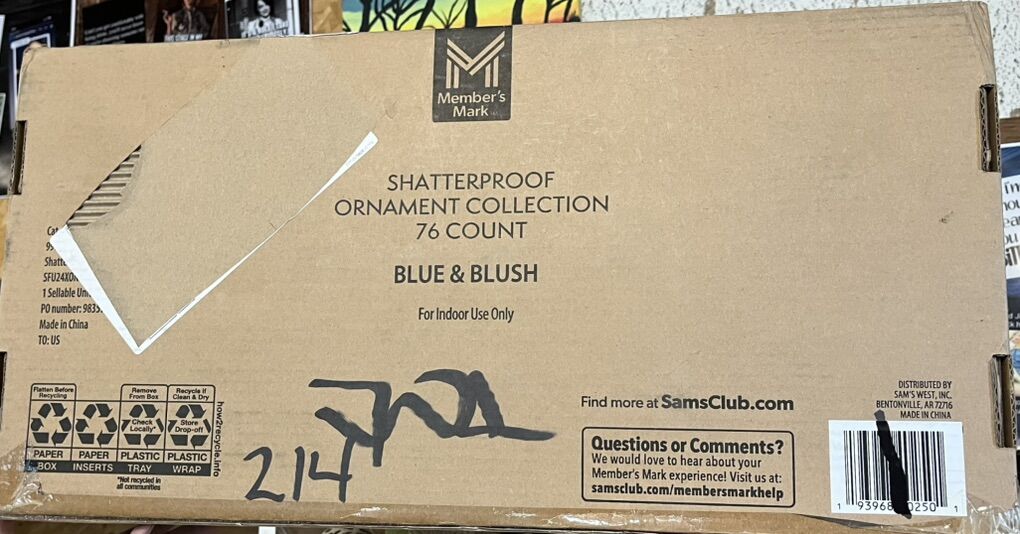 Member's
Mark
SHATTERPROOF
ORNAMENT COLLECTION
76 COUNT
BLUE & BLUSH
For Indoor Use Only
1 Sellable
PO number:
Made in China
TO: US
Flatten Before
Recycling
PAPER
BOX
PAPER
INSERTS
Remove
From Box
Check
Locally*
PLASTIC
TRAY
Recycle if
Clean & Dry
Store
Drop-off
PLASTIC
WRAP
how2recycle.info
*Not recycled in
all communities
214
Find more at SamsClub.com
Questions or Comments?
We would love to hear about your
Member's Mark experience! Visit us at:
samsclub.com/membersmarkhelp
DISTRIBUTED BY
SAM'S WEST, INC.
BENTONVILLE, AR 72716
MADE IN CHINA